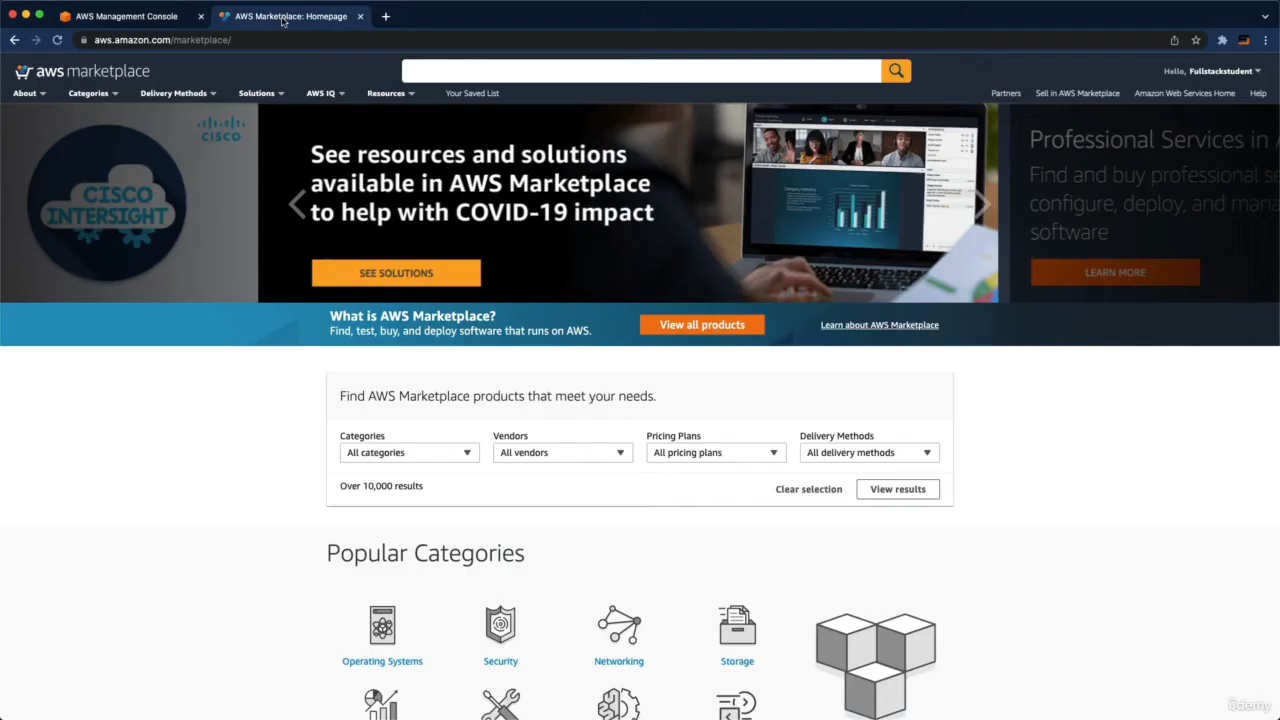 AWS Management Console
AWS Marketplace: Homepage
aws.amazon.com/marketplace/
aws marketplace
Hello, Fullstackstudent
About
Categories
Delivery Methods
Solutions
AWS IQ
Resources
Your Saved List
Partners
Sell in AWS Marketplace
Amazon Web Services Home
Help
CISCO
CISCO
INTERSIGHT
See resources and solutions
available in AWS Marketplace
to help with COVID-19 impact
SEE SOLUTIONS
Professional Services in
Find and buy professional
configure, deploy, and
software
LEARN MORE
What is AWS Marketplace?
Find, test, buy, and deploy software that runs on AWS.
View all products
Learn about AWS Marketplace
Find AWS Marketplace products that meet your needs.
Categories
Vendors
Pricing Plans
Delivery Methods
All categories
All vendors
All pricing plans
All delivery methods
Over 10,000 results
Clear selection
View results
Popular Categories
Operating Systems
Security
Networking
Storage
ûdemy